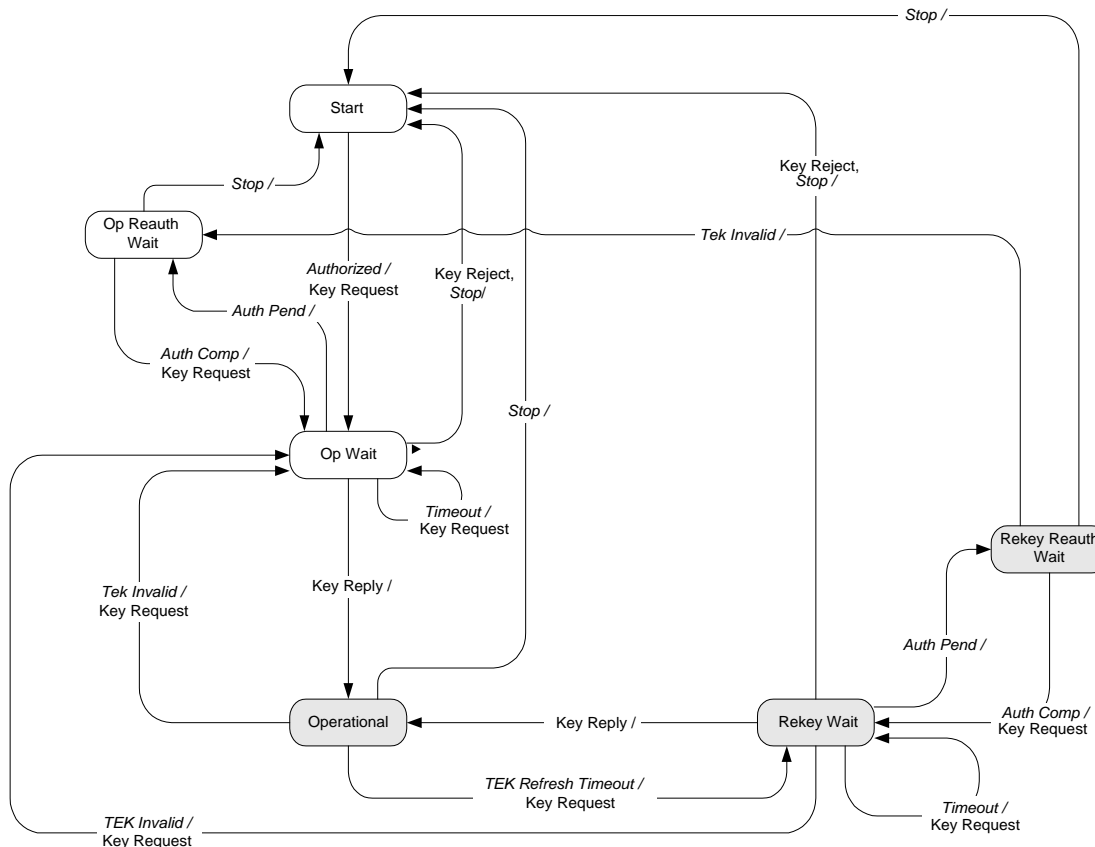 Stop /
Start
Key Reject,
Stop /
Stop /
Op Reauth
Wait
Tek Invalid /
Authorized /
Key Request
Key Reject,
Stop/
Auth Pend /
Auth Comp /
Key Request
Stop /
Op Wait
Timeout /
Key Request
Rekey Reauth
Wait
Tek Invalid /
Key Request
Key Reply /
Auth Pend /
Operational
Key Reply /
Rekey Wait
Auth Comp /
Key Request
TEK Refresh Timeout /
Key Request
Timeout /
Key Request
TEK Invalid /
Key Request